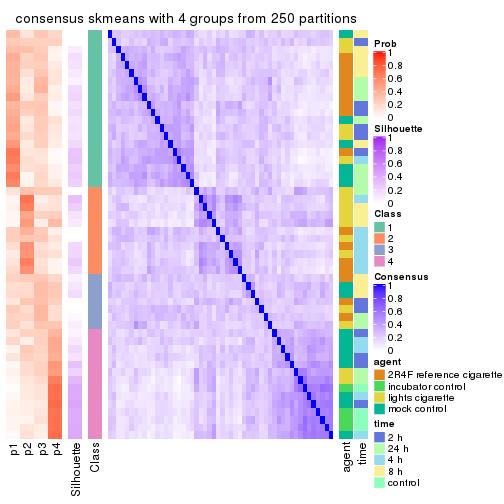 consensus skmeans with 4 groups from 250 partitions
Prob
1
0.8
0.6
0.4
0.2
0
Silhouette
1
0.8
0.6
0.4
0.2
0
Class
1
2
3
4
Consensus
1
0.8
0.6
0.4
0.2
0
agent
2R4F reference cigarette
incubator control
lights cigarette
mock control
time
2 h
24 h
4 h
8 h
control
p1
p2
p3
p4
Silhouette
Class
agent
time